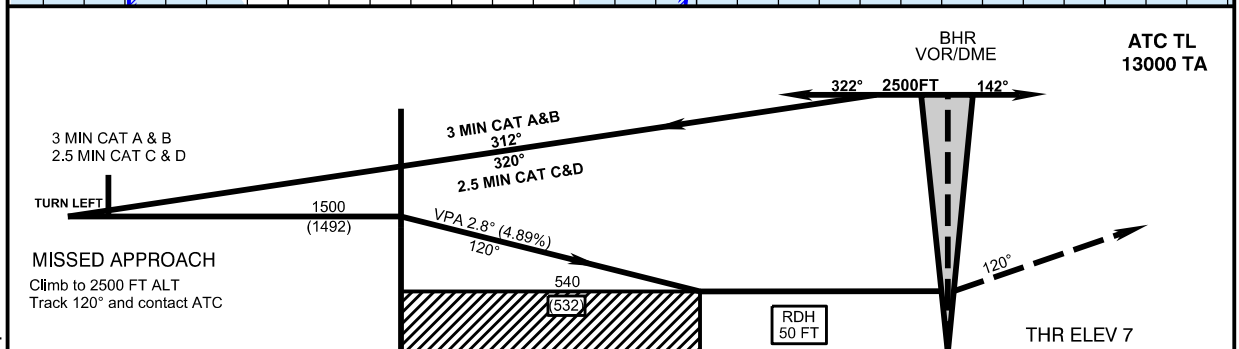 BHR
VOR/DME
ATC TL
13000 TA
322° 2500FT 142°
3 MIN CAT A & B
2.5 MIN CAT C & D
3 MIN CAT A&B
312°
320°
2.5 MIN CAT C&D
TURN LEFT
1500
(1492)
VPA 2.8° (4.89%)
120°
120°
MISSED APPROACH
Climb to 2500 FT ALT
Track 120° and contact ATC
540
(532)
RDH
50 FT
THR ELEV 7